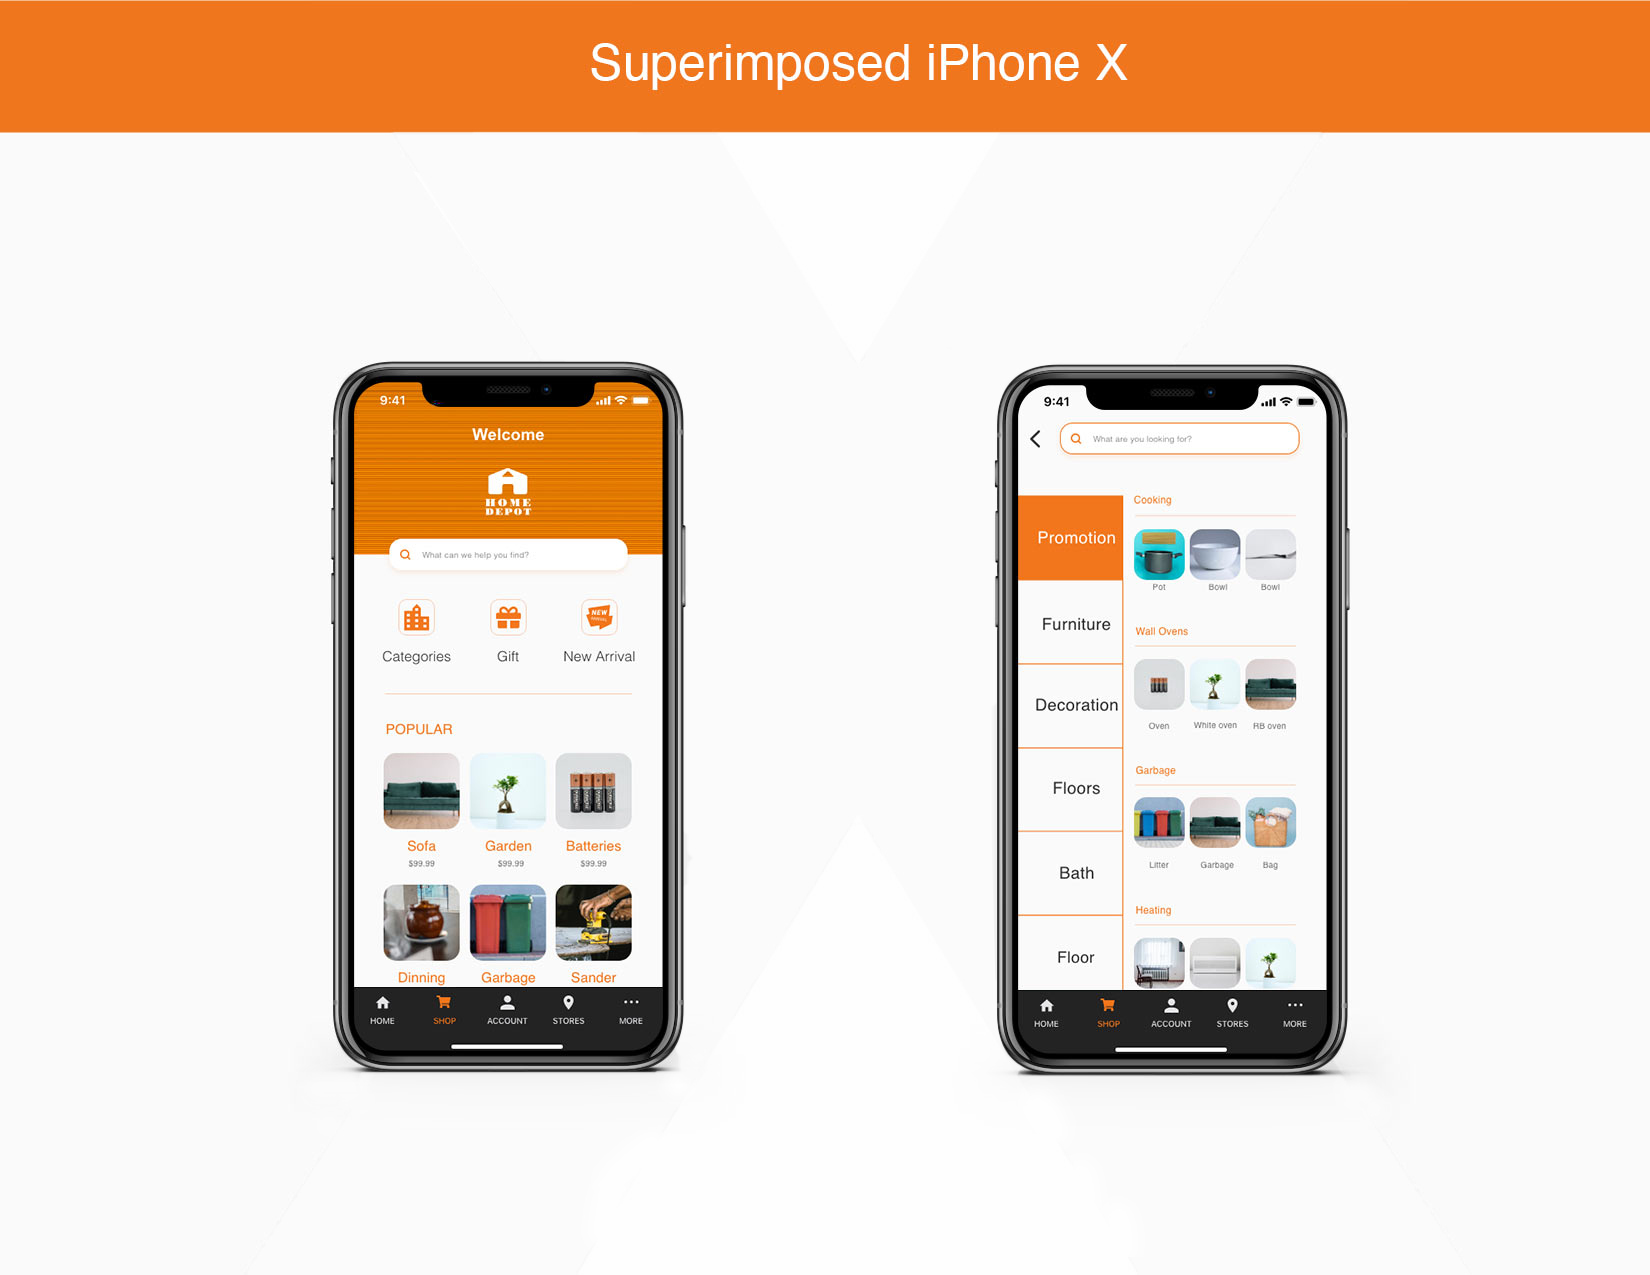 Superimposed iPhone X
9:41
Welcome
HOME
DEPOT
What can we help you find?
NEW
Categories
Gift
New Arrival
POPULAR
Sofa
Garden
Batteries
$99.99
$99.99
$99.99
Dinning
Garbage
Sander
HOME
SHOP
ACCOUNT
STORES
MORE
9:41
What are you looking for?
Promotion
Furniture
Decoration
Floors
Bath
Floor
Cooking
Pot
Bowl
Bowl
Wall Ovens
Oven
White oven
RB oven
Garbage
Litter
Garbage
Bag
Heating
HOME
SHOP
ACCOUNT
STORES
MORE